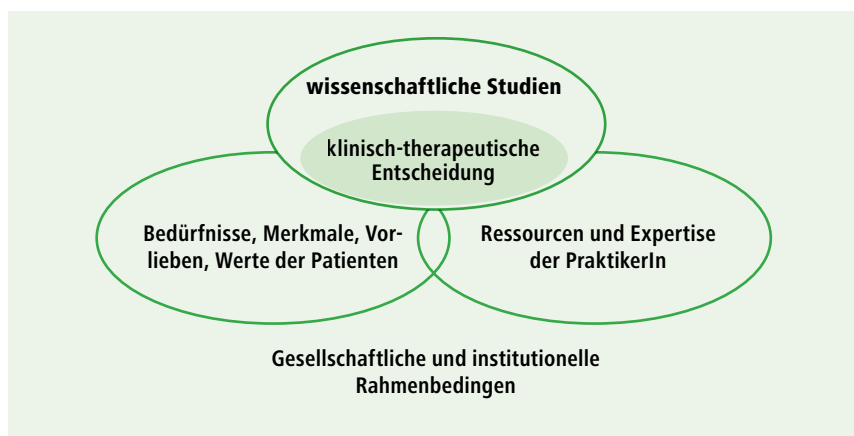 wissenschaftliche Studien
klinisch-therapeutische
Entscheidung
Bedürfnisse, Merkmale, Vor-
lieben, Werte der Patienten
Ressourcen und Expertise
der PraktikerIn
Gesellschaftliche und institutionelle
Rahmenbedingen